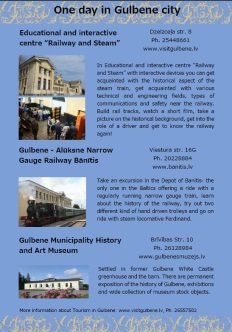 One day in Gulbene city
Educational and interactive
centre "Railway and Steam"
Dzelzceļa str. 8
Ph. 25448661
www.visitgulbene.lv
In Educational and interactive centre "Railway
and Steam" with interactive devices you can get
acquainted with the historical aspect of the
steam train, get acquainted with various
technical and engineering fields, types of
communications and safety near the railway.
Build rail tracks, watch a short film, take a
picture on the historical background, get into the
role of a driver and get to know the railway
again!
Gulbene - Alūksne Narrow
Gauge Railway Bānītis
Viestura str. 16G
Ph. 20228884
www.banitis.lv
Take an excursion in the Depot of Banitis- the
only one in the Baltics offering a ride with a
regularly running narrow gauge train, learn
about the history of the railway, try out two
different kind of hand driven trolleys and go on
ride with steam locomotive Ferdinand.
Gulbene Municipality History
and Art Museum
Brīvības Str. 10
Ph. 26128984
www.gulbenesmuzejs.lv
Settled in former Gulbene White Castle
greenhouse and the barn. There are permanent
exposition of the history of Gulbene, exhibitions
and wide collection of museum stock objects.
More information about Tourism in Gulbene: www.visitgulbene.lv, Ph. 26557582